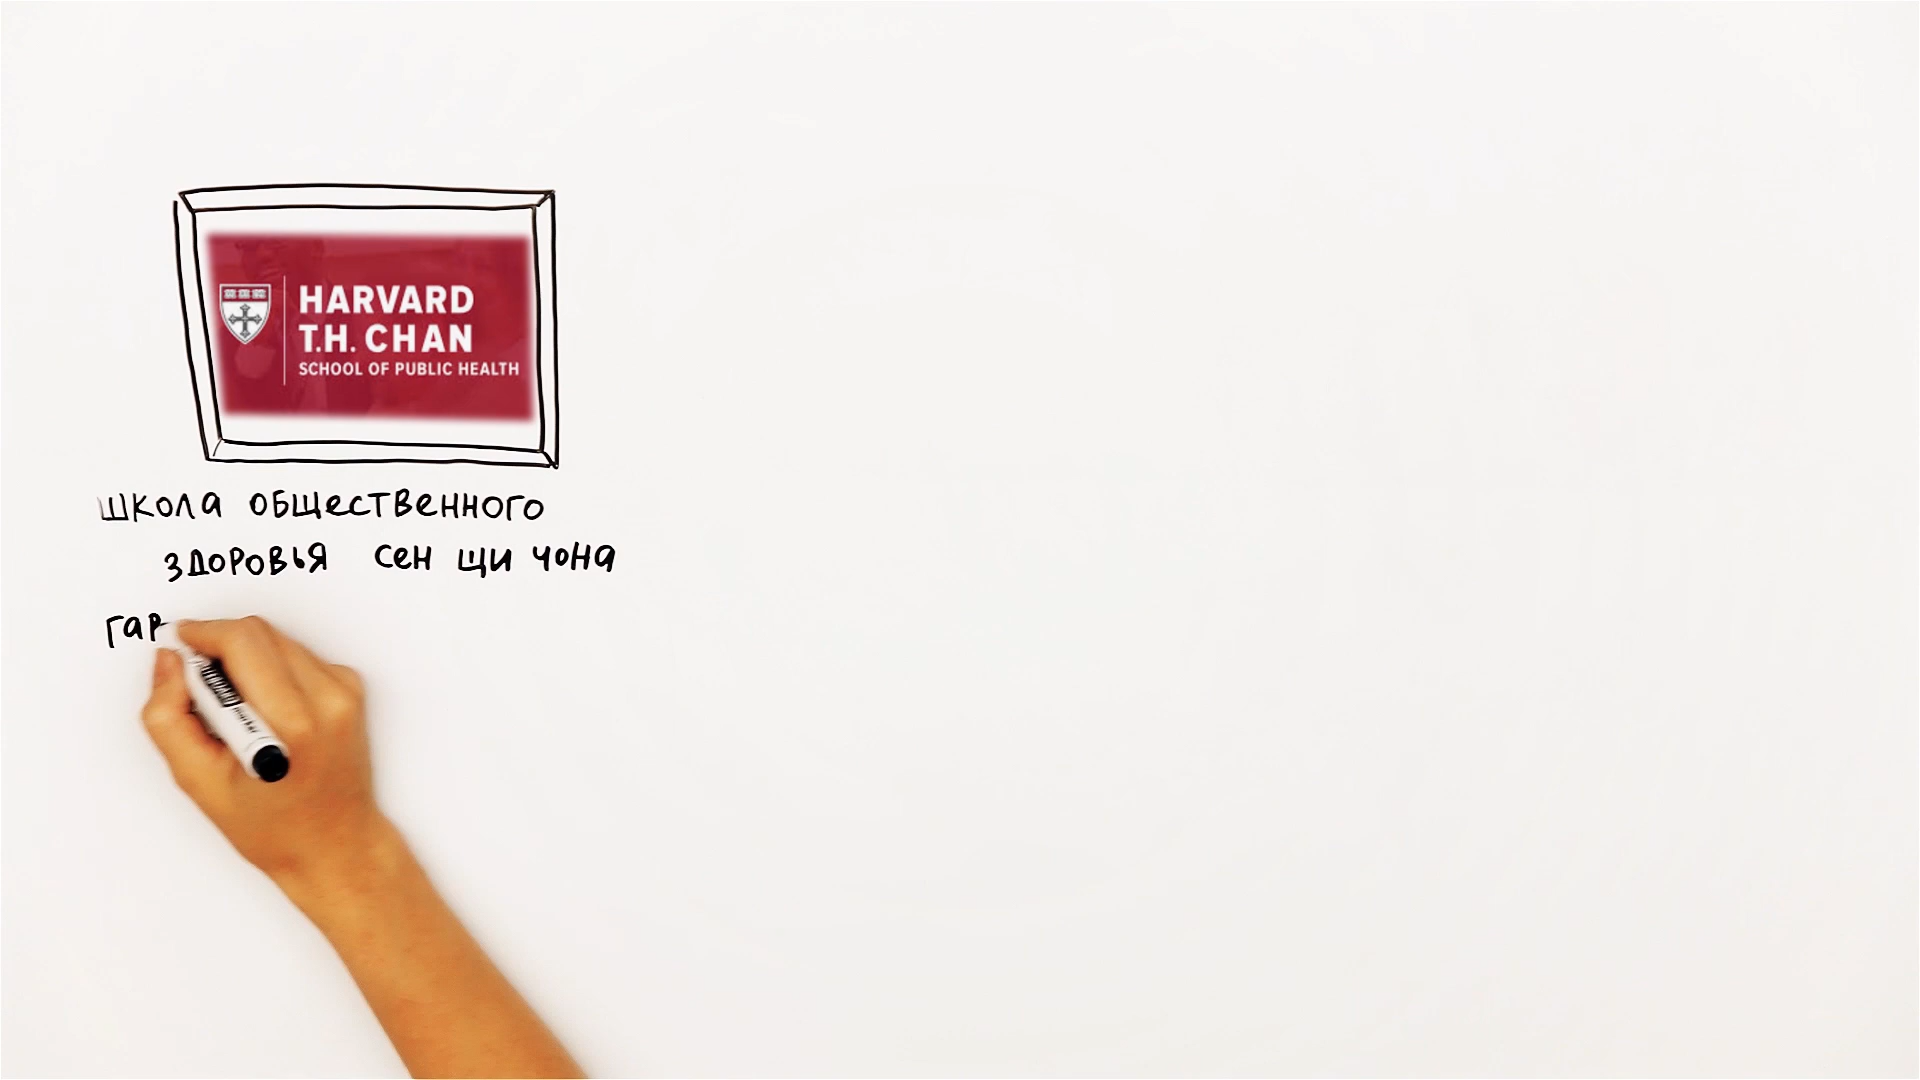 HARVARD
T.H. CHAN
SCHOOL OF PUBLIC HEALTH
школа общественного
здоровья сен щи чона
гар